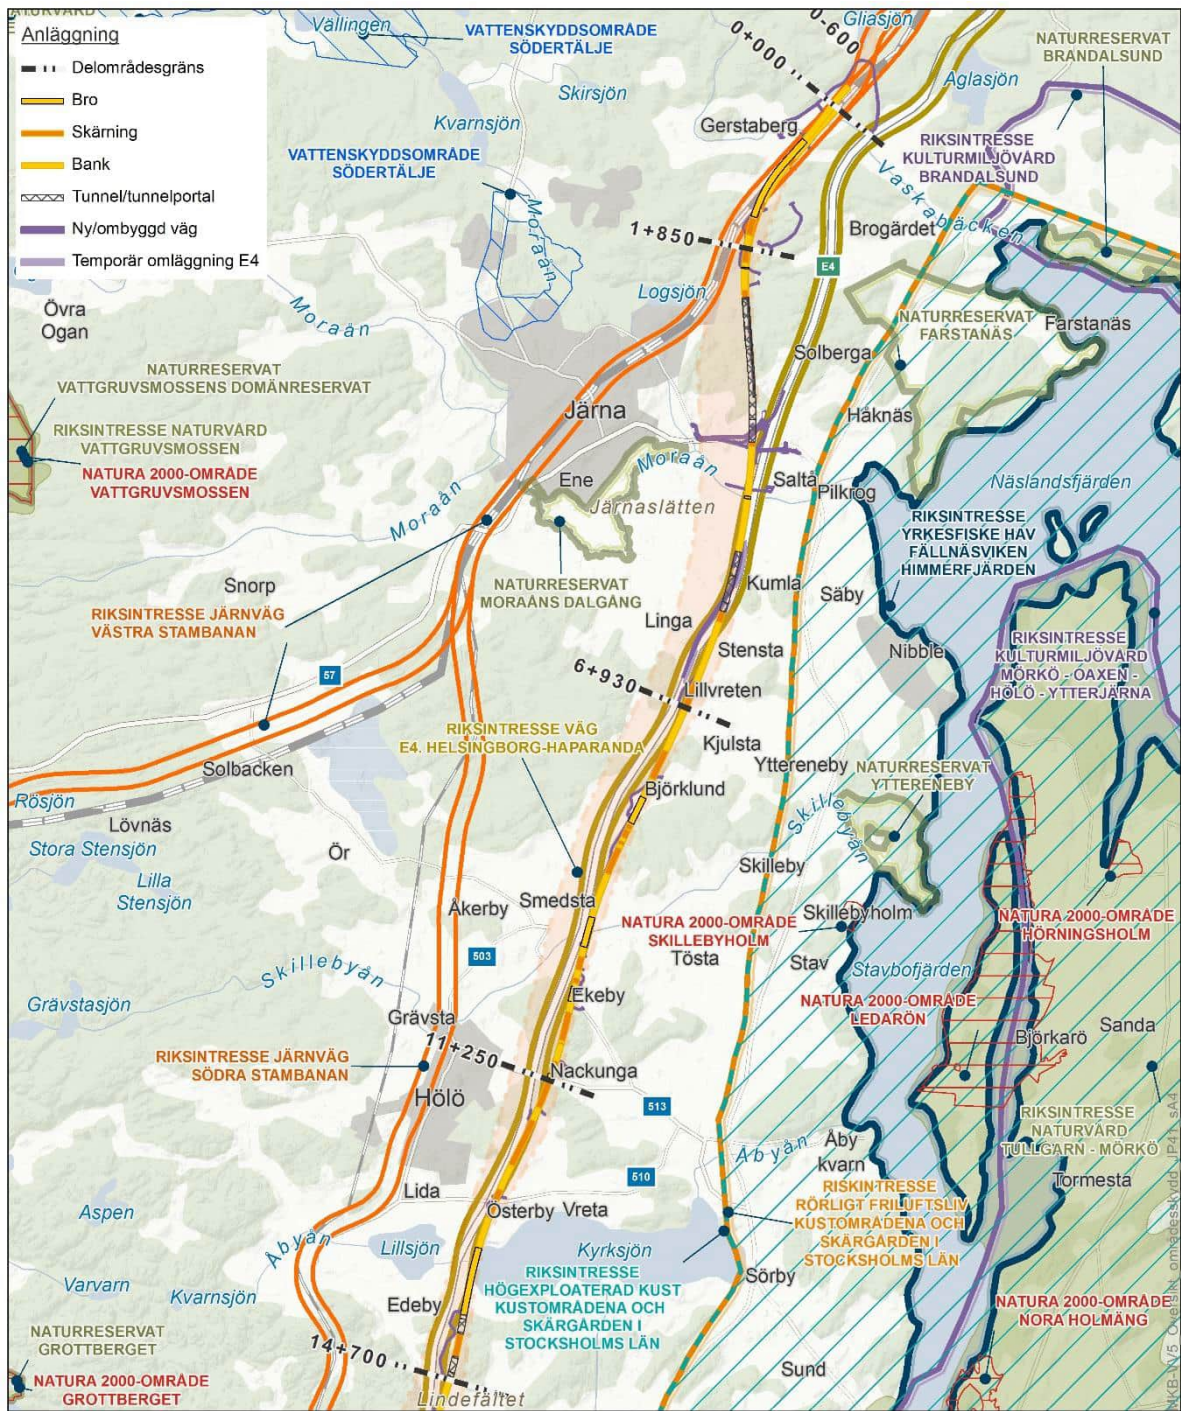 Anläggning
Delområdesgräns
Bro
Skärning
Bank
Tunnel/tunnelportal
Ny/ombyggd väg
Temporär omläggning E4
Vällingen
VATTENSKYDDSOMRÅDE
SÖDERTÄLJE
Gliasjön
0-600
0+000
NATURRESERVAT
BRANDALSUND
Aglasjön
Skirsjön
Kvarnsjön
Gerstaberg
RIKSINTRESSE
KULTURMILJÖVÅRD
BRANDALSUND
VATTENSKYDDSOMRÅDE
SÖDERTÄLJE
Vaskabäcken
Moraån
1+850
Brogärdet
E4
Logsjön
Övra
Ogan
Moraån
NATURRESERVAT
FARSTANÄS
Farstanäs
Solberga
NATURRESERVAT
VATTGRUVSMOSSENS DOMÄNRESERVAT
Järna
Håknäs
RIKSINTRESSE NATURVÅRD
VATTGRUVSMOSSEN
NATURA 2000-OMRÅDE
VATTGRUVSMOSSEN
Ene
Moraån
Saltå
Pilkrog
Näslandsfjärden
Järnaslätten
Moraån
RIKSINTRESSE
YRKESFISKE HAV
FÄLLNÄSVIKEN
HIMMERFJÄRDEN
NATURRESERVAT
MORAÅNS DALGÅNG
Snorp
Kumla
Säby
RIKSINTRESSE JÄRNVÄG
VÄSTRA STAMBANAN
Linga
Stensta
Nibble
RIKSINTRESSE
KULTURMILJÖVÅRD
MÖRKÖ - OAXEN -
HÖLÖ - YTTERJÄRNA
57
6+930
Lillvreten
RIKSINTRESSE VÄG
E4. HELSINGBORG-HAPARANDA
Kjulsta
Solbacken
Yttereneby
NATURRESERVAT
YTTERENEBY
Björklund
Rösjön
Lövnäs
Skillebyån
Stora Stensjön
Ör
Skilleby
Lilla
Stensjön
Smedsta
Åkerby
NATURA 2000-OMRÅDE
SKILLEBYHOLM
Skillebyholm
NATURA 2000-OMRÅDE
HÖRNINGSHOLM
503
Tösta
Stav
Stavbofjärden
Skillebyån
Grävstasjön
Ekeby
NATURA 2000-OMRÅDE
LEDARÖN
Grävsta
Björkarö
Sanda
11+250
RIKSINTRESSE JÄRNVÄG
SÖDRA STAMBANAN
Nackunga
Hölö
513
RIKSINTRESSE
NATURVÅRD
TULLGARN - MÖRKÖ
Åbyån
Åby
kvarn
510
Tormesta
Lida
RISKINTRESSE
RÖRLIGT FRILUFTSLIV
KUSTOMRÅDENA OCH
SKÄRGÅRDEN I
STOCKHOLMS LÄN
Aspen
Österby
Vreta
Åbyån
Lillsjön
Kyrksjön
RIKSINTRESSE
HÖGEXPLOATERAD KUST
KUSTOMRÅDENA OCH
SKÄRGÅRDEN I
STOCKHOLMS LÄN
Sörby
Varvarn
Kvarnsjön
Edeby
NATURA 2000-OMRÅDE
NORA HOLMÄNG
NATURRESERVAT
GROTTBERGET
14+700
NATURA 2000-OMRÅDE
GROTTBERGET
Sund
Lindefältet